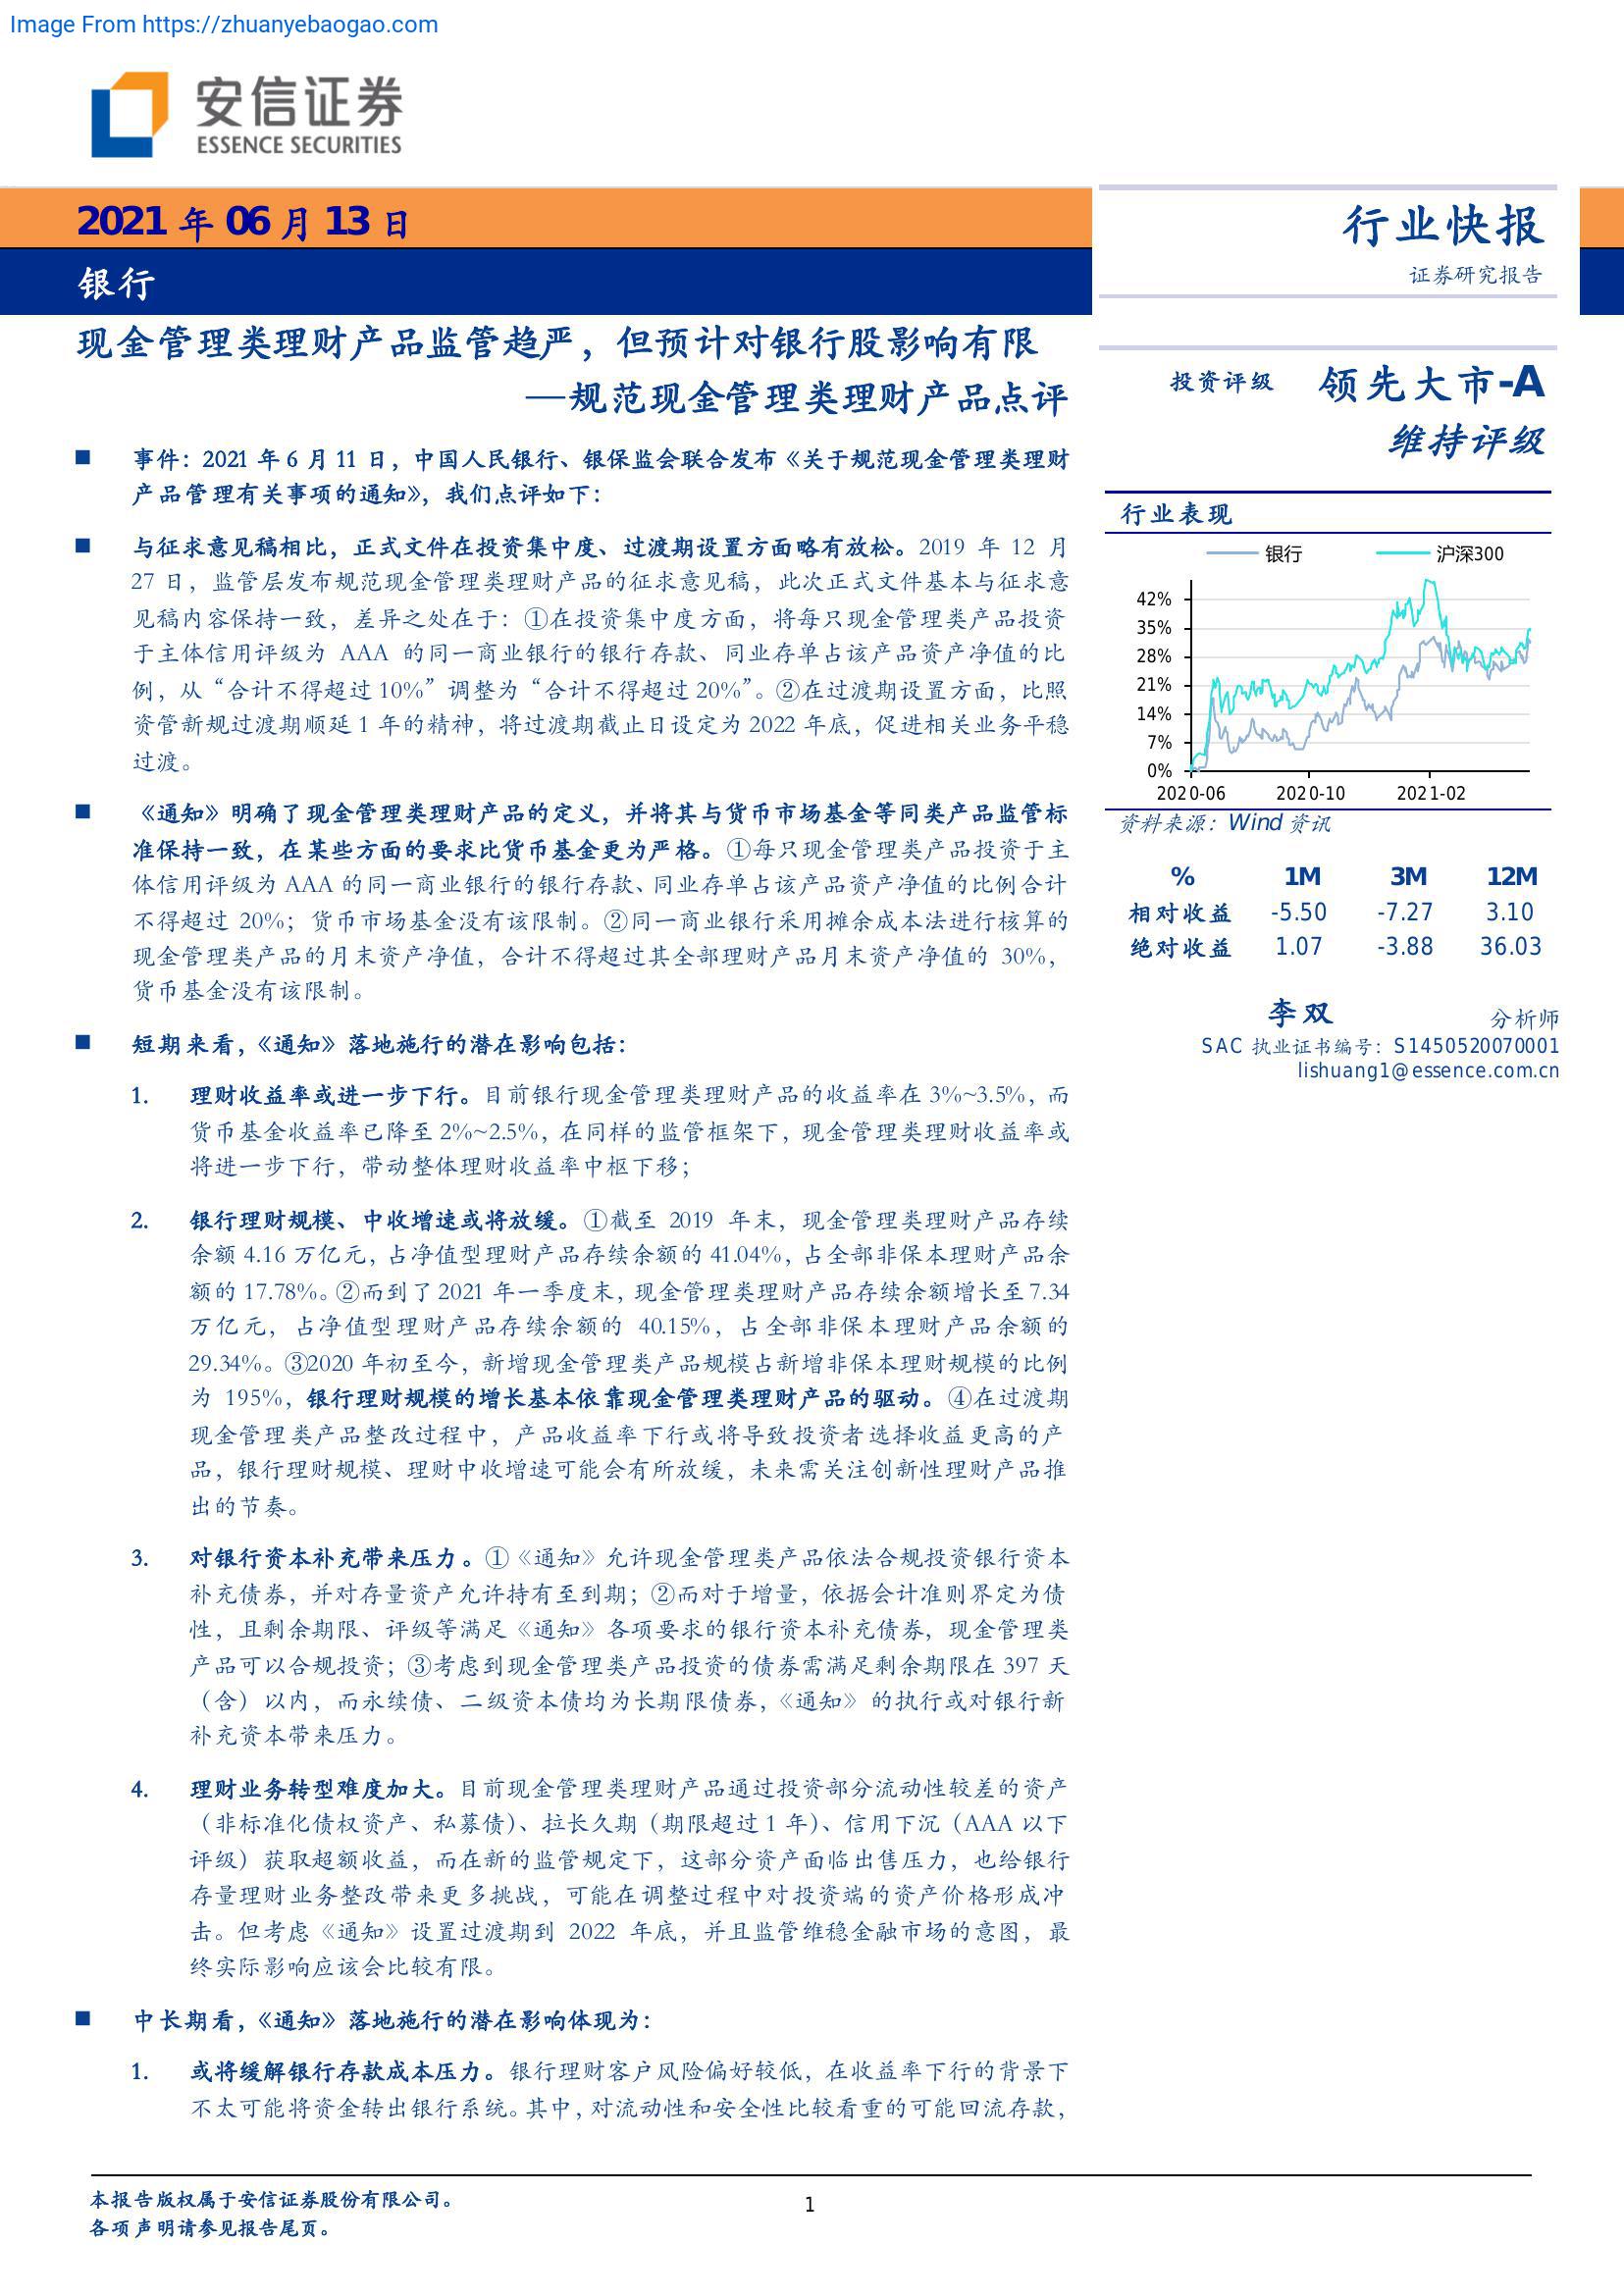 Image From https://zhuanyebaogao.com
安信证券
ESSENCE SECURITIES
2021 年 06 月 13 日
银行
行业快报
证券研究报告
现金管理类理财产品监管趋严，但预计对银行股影响有限
—规范现金管理类理财产品点评
■ 事件：2021 年 6 月 11 日，中国人民银行、银保监会联合发布《关于规范现金管理类理财
产品管理有关事项的通知》，我们点评如下：
■ 与征求意见稿相比，正式文件在投资集中度、过渡期设置方面略有放松。2019 年 12 月
27 日，监管层发布规范现金管理类理财产品的征求意见稿，此次正式文件基本与征求意
见稿内容保持一致，差异之处在于：①在投资集中度方面，将每只现金管理类产品投资
于主体信用评级为 AAA 的同一商业银行的银行存款、同业存单占该产品资产净值的比
例，从“合计不得超过 10%”调整为“合计不得超过 20%”。②在过渡期设置方面，比照
资管新规过渡期顺延 1 年的精神，将过渡期截止日设定为 2022 年底，促进相关业务平稳
过渡。
■ 《通知》明确了现金管理类理财产品的定义，并将其与货币市场基金等同类产品监管标
准保持一致，在某些方面的要求比货币基金更为严格。①每只现金管理类产品投资于主
体信用评级为 AAA 的同一商业银行的银行存款、同业存单占该产品资产净值的比例合计
不得超过 20%；货币市场基金没有该限制。②同一商业银行采用摊余成本法进行核算的
现金管理类产品的月末资产净值，合计不得超过其全部理财产品月末资产净值的 30%，
货币基金没有该限制。
■ 短期来看，《通知》落地施行的潜在影响包括：
1. 理财收益率或进一步下行。目前银行现金管理类理财产品的收益率在 3%~3.5%，而
货币基金收益率已降至 2%~2.5%，在同样的监管框架下，现金管理类理财收益率或
将进一步下行，带动整体理财收益率中枢下移；
2. 银行理财规模、中收增速或将放缓。①截至 2019 年末，现金管理类理财产品存续
余额 4.16 万亿元，占净值型理财产品存续余额的 41.04%，占全部非保本理财产品余
额的 17.78%。②而到了 2021 年一季度末，现金管理类理财产品存续余额增长至 7.34
万亿元，占净值型理财产品存续余额的 40.15%，占全部非保本理财产品余额的
29.34%。③2020 年初至今，新增现金管理类产品规模占新增非保本理财规模的比例
为 195%，银行理财规模的增长基本依靠现金管理类理财产品的驱动。④在过渡期
现金管理类产品整改过程中，产品收益率下行或将导致投资者选择收益更高的产
品，银行理财规模、理财中收增速可能会有所放缓，未来需关注创新性理财产品推
出的节奏。
3. 对银行资本补充带来压力。①《通知》允许现金管理类产品依法合规投资银行资本
补充债券，并对存量资产允许持有至到期；②而对于增量，依据会计准则界定为债
性，且剩余期限、评级等满足《通知》各项要求的银行资本补充债券，现金管理类
产品可以合规投资；③考虑到现金管理类产品投资的债券需满足剩余期限在 397 天
（含）以内，而永续债、二级资本债均为长期限债券，《通知》的执行或对银行新
补充资本带来压力。
4. 理财业务转型难度加大。目前现金管理类理财产品通过投资部分流动性较差的资产
（非标准化债权资产、私募债）、拉长久期（期限超过 1 年）、信用下沉（AAA 以下
评级）获取超额收益，而在新的监管规定下，这部分资产面临出售压力，也给银行
存量理财业务整改带来更多挑战，可能在调整过程中对投资端的资产价格形成冲
击。但考虑《通知》设置过渡期到 2022 年底，并且监管维稳金融市场的意图，最
终实际影响应该会比较有限。
■ 中长期看，《通知》落地施行的潜在影响体现为：
1. 或将缓解银行存款成本压力。银行理财客户风险偏好较低，在收益率下行的背景下
不太可能将资金转出银行系统。其中，对流动性和安全性比较看重的可能回流存款，
投资评级 领先大市-A
维持评级
行业表现
银行 沪深300
42%
35%
28%
21%
14%
7%
0%
2020-06 2020-10 2021-02
资料来源：Wind 资讯
% 1M 3M 12M
相对收益 -5.50 -7.27 3.10
绝对收益 1.07 -3.88 36.03
李双 分析师
SAC 执业证书编号：S1450520070001
lishuang1@essence.com.cn
本报告版权属于安信证券股份有限公司。
各项声明请参见报告尾页。
1